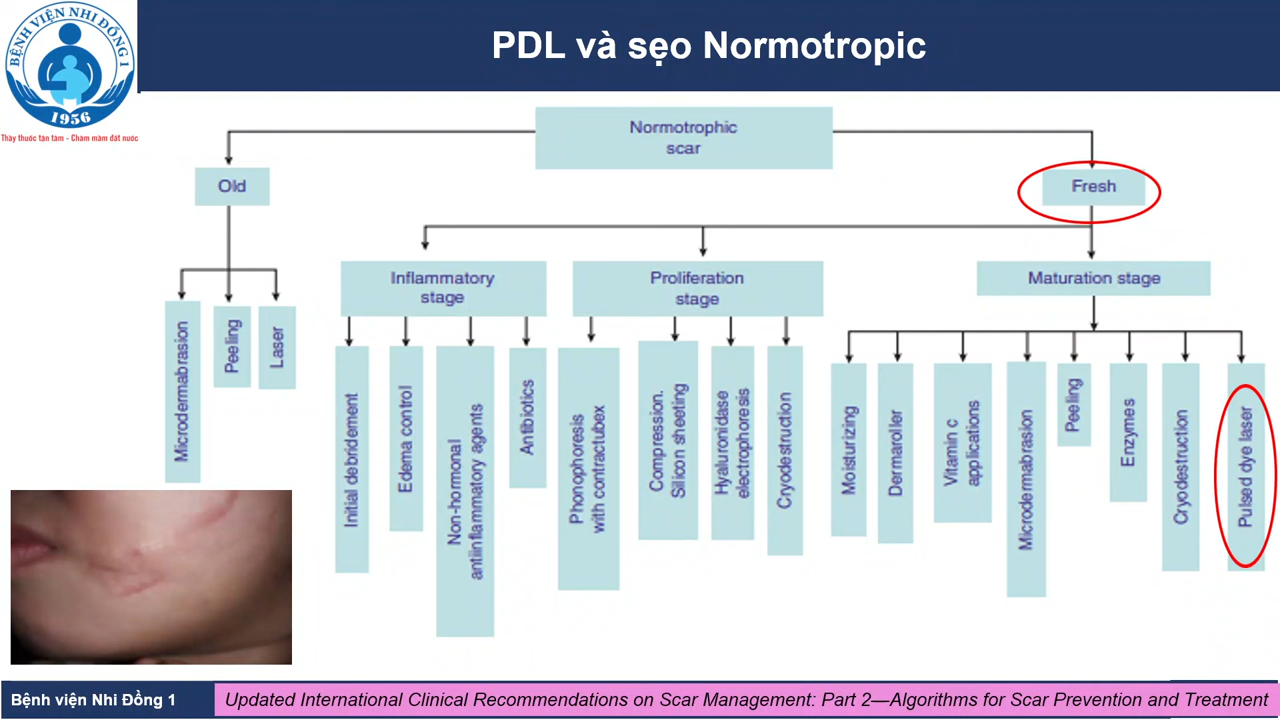 BỆNH VIỆN NHI ĐỒNG 1
1956
Thầy thuốc tận tâm - Chăm mầm đất nước
PDL và sẹo Normotropic
Normotrophic
scar
Old
Fresh
Inflammatory
stage
Proliferation
stage
Maturation stage
Microdermabrasion
Peeling
Laser
Initial debridement
Edema control
Non-hormonal
antiinflammatory agents
Antibiotics
Phonophoresis
with contractubex
Compression.
Silicon sheeting
Hyaluronidase
electrophoresis
Cryodestruction
Moisturizing
Dermaroller
Vitamin c
applications
Microdermabrasion
Peeling
Enzymes
Cryodestruction
Pulsed dye laser
Bệnh viện Nhi Đồng 1
Updated International Clinical Recommendations on Scar Management: Part 2—Algorithms for Scar Prevention and Treatment